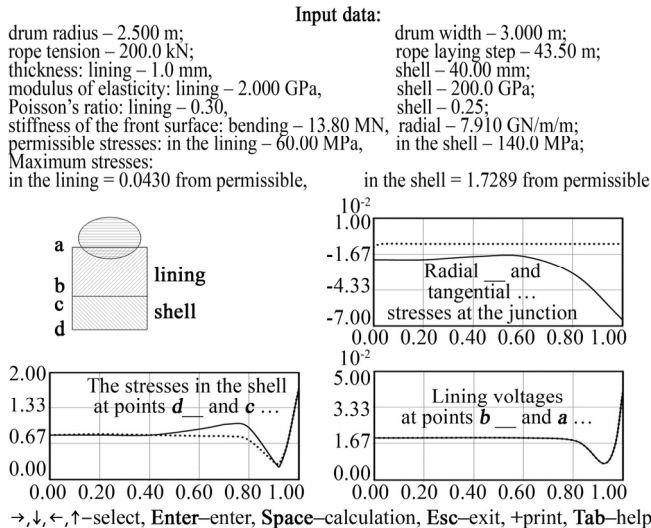 Input data:
drum radius – 2.500 m; drum width – 3.000 m;
rope tension – 200.0 kN; rope laying step – 43.50 m;
thickness: lining – 1.0 mm, shell – 40.00 mm;
modulus of elasticity: lining – 2.000 GPa, shell – 200.0 GPa;
Poisson's ratio: lining – 0.30, shell – 0.25;
stiffness of the front surface: bending – 13.80 MN, radial – 7.910 GN/m/m;
permissible stresses: in the lining – 60.00 MPa, in the shell – 140.0 MPa;
Maximum stresses:
in the lining = 0.0430 from permissible, in the shell = 1.7289 from permissible
a
b
c
d
lining
shell
10-2
1.00
-1.67
-4.33
-7.00
Radial __ and
tangential ...
stresses at the junction
0.00 0.20 0.40 0.60 0.80 1.00
2.00
1.33
0.67
0.00
The stresses in the shell
at points d__ and c ...
0.00 0.20 0.40 0.60 0.80 1.00
10-2
5.00
3.33
1.67
0.00
Lining voltages
at points b __ and a ...
0.00 0.20 0.40 0.60 0.80 1.00
→,↓,←,↑–select, Enter–enter, Space–calculation, Esc–exit, +print, Tab–help